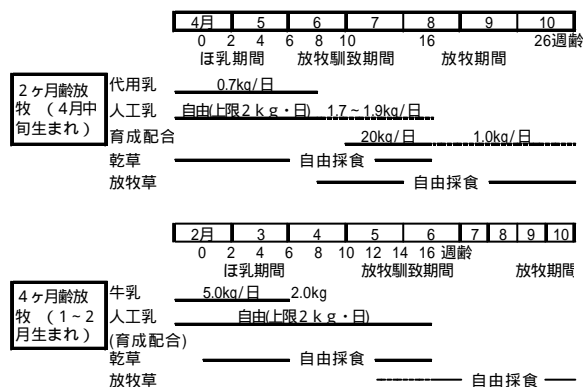 4月 5 6 7 8 9 10
0 2 4 6 8 10 16 26週齢
ほ乳期間 放牧馴致期間 放牧期間
2ヶ月齢放
牧(4月中
旬生まれ)
代用乳 0.7kg/日
人工乳 自由(上限2kg・日) 1.7~1.9kg/日
育成配合 20kg/日 1.0kg/日
乾草 自由採食
放牧草 自由採食
2月 3 4 5 6 7 8 9 10
0 2 4 6 8 10 12 14 16 週齢
ほ乳期間 放牧馴致期間 放牧期間
4ヶ月齢放
牧(1~2
月生まれ)
牛乳 5.0kg/日 2.0kg
人工乳 自由(上限2kg・日)
(育成配合)
乾草 自由採食
放牧草 自由採食